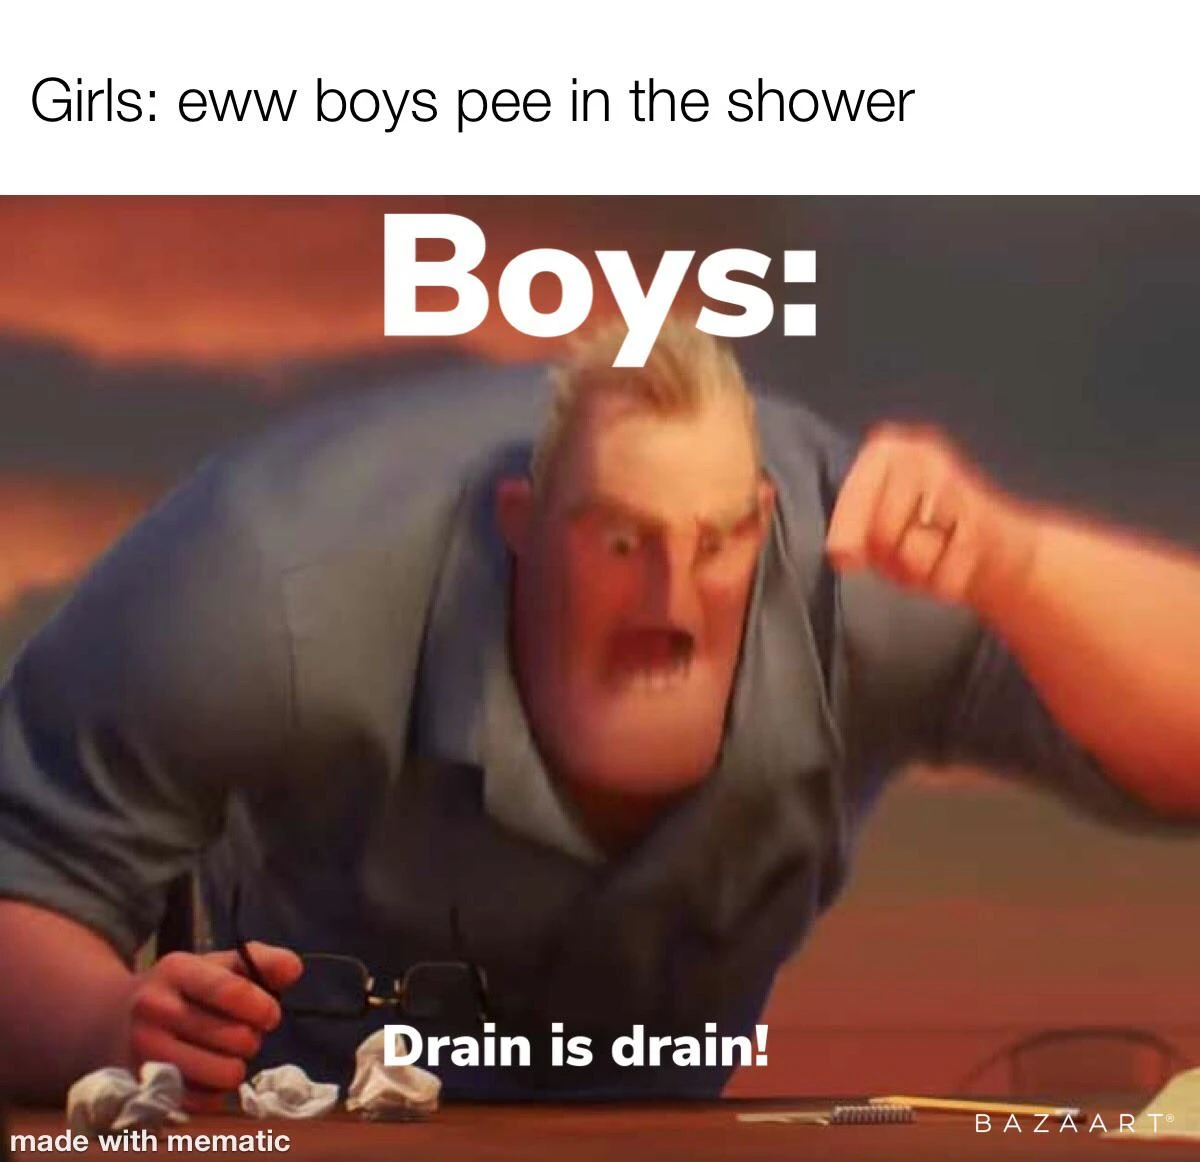 Girls: eww boys pee in the shower
Boys:
Drain is drain!
BAZAART®
made with mematic